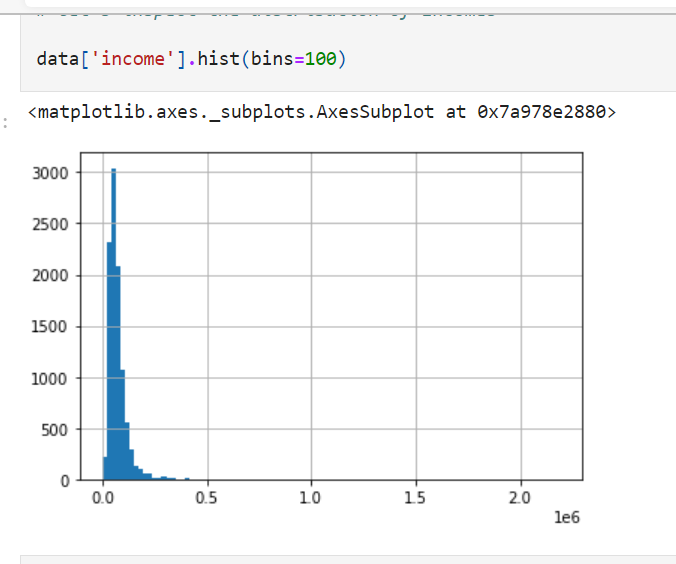 data['income'].hist(bins=100)
<matplotlib.axes._subplots.AxesSubplot at 0x7a978e2880>
:
3000
2500
2000
1500
1000
500
0
0.0 0.5 1.0 1.5 2.0
1e6